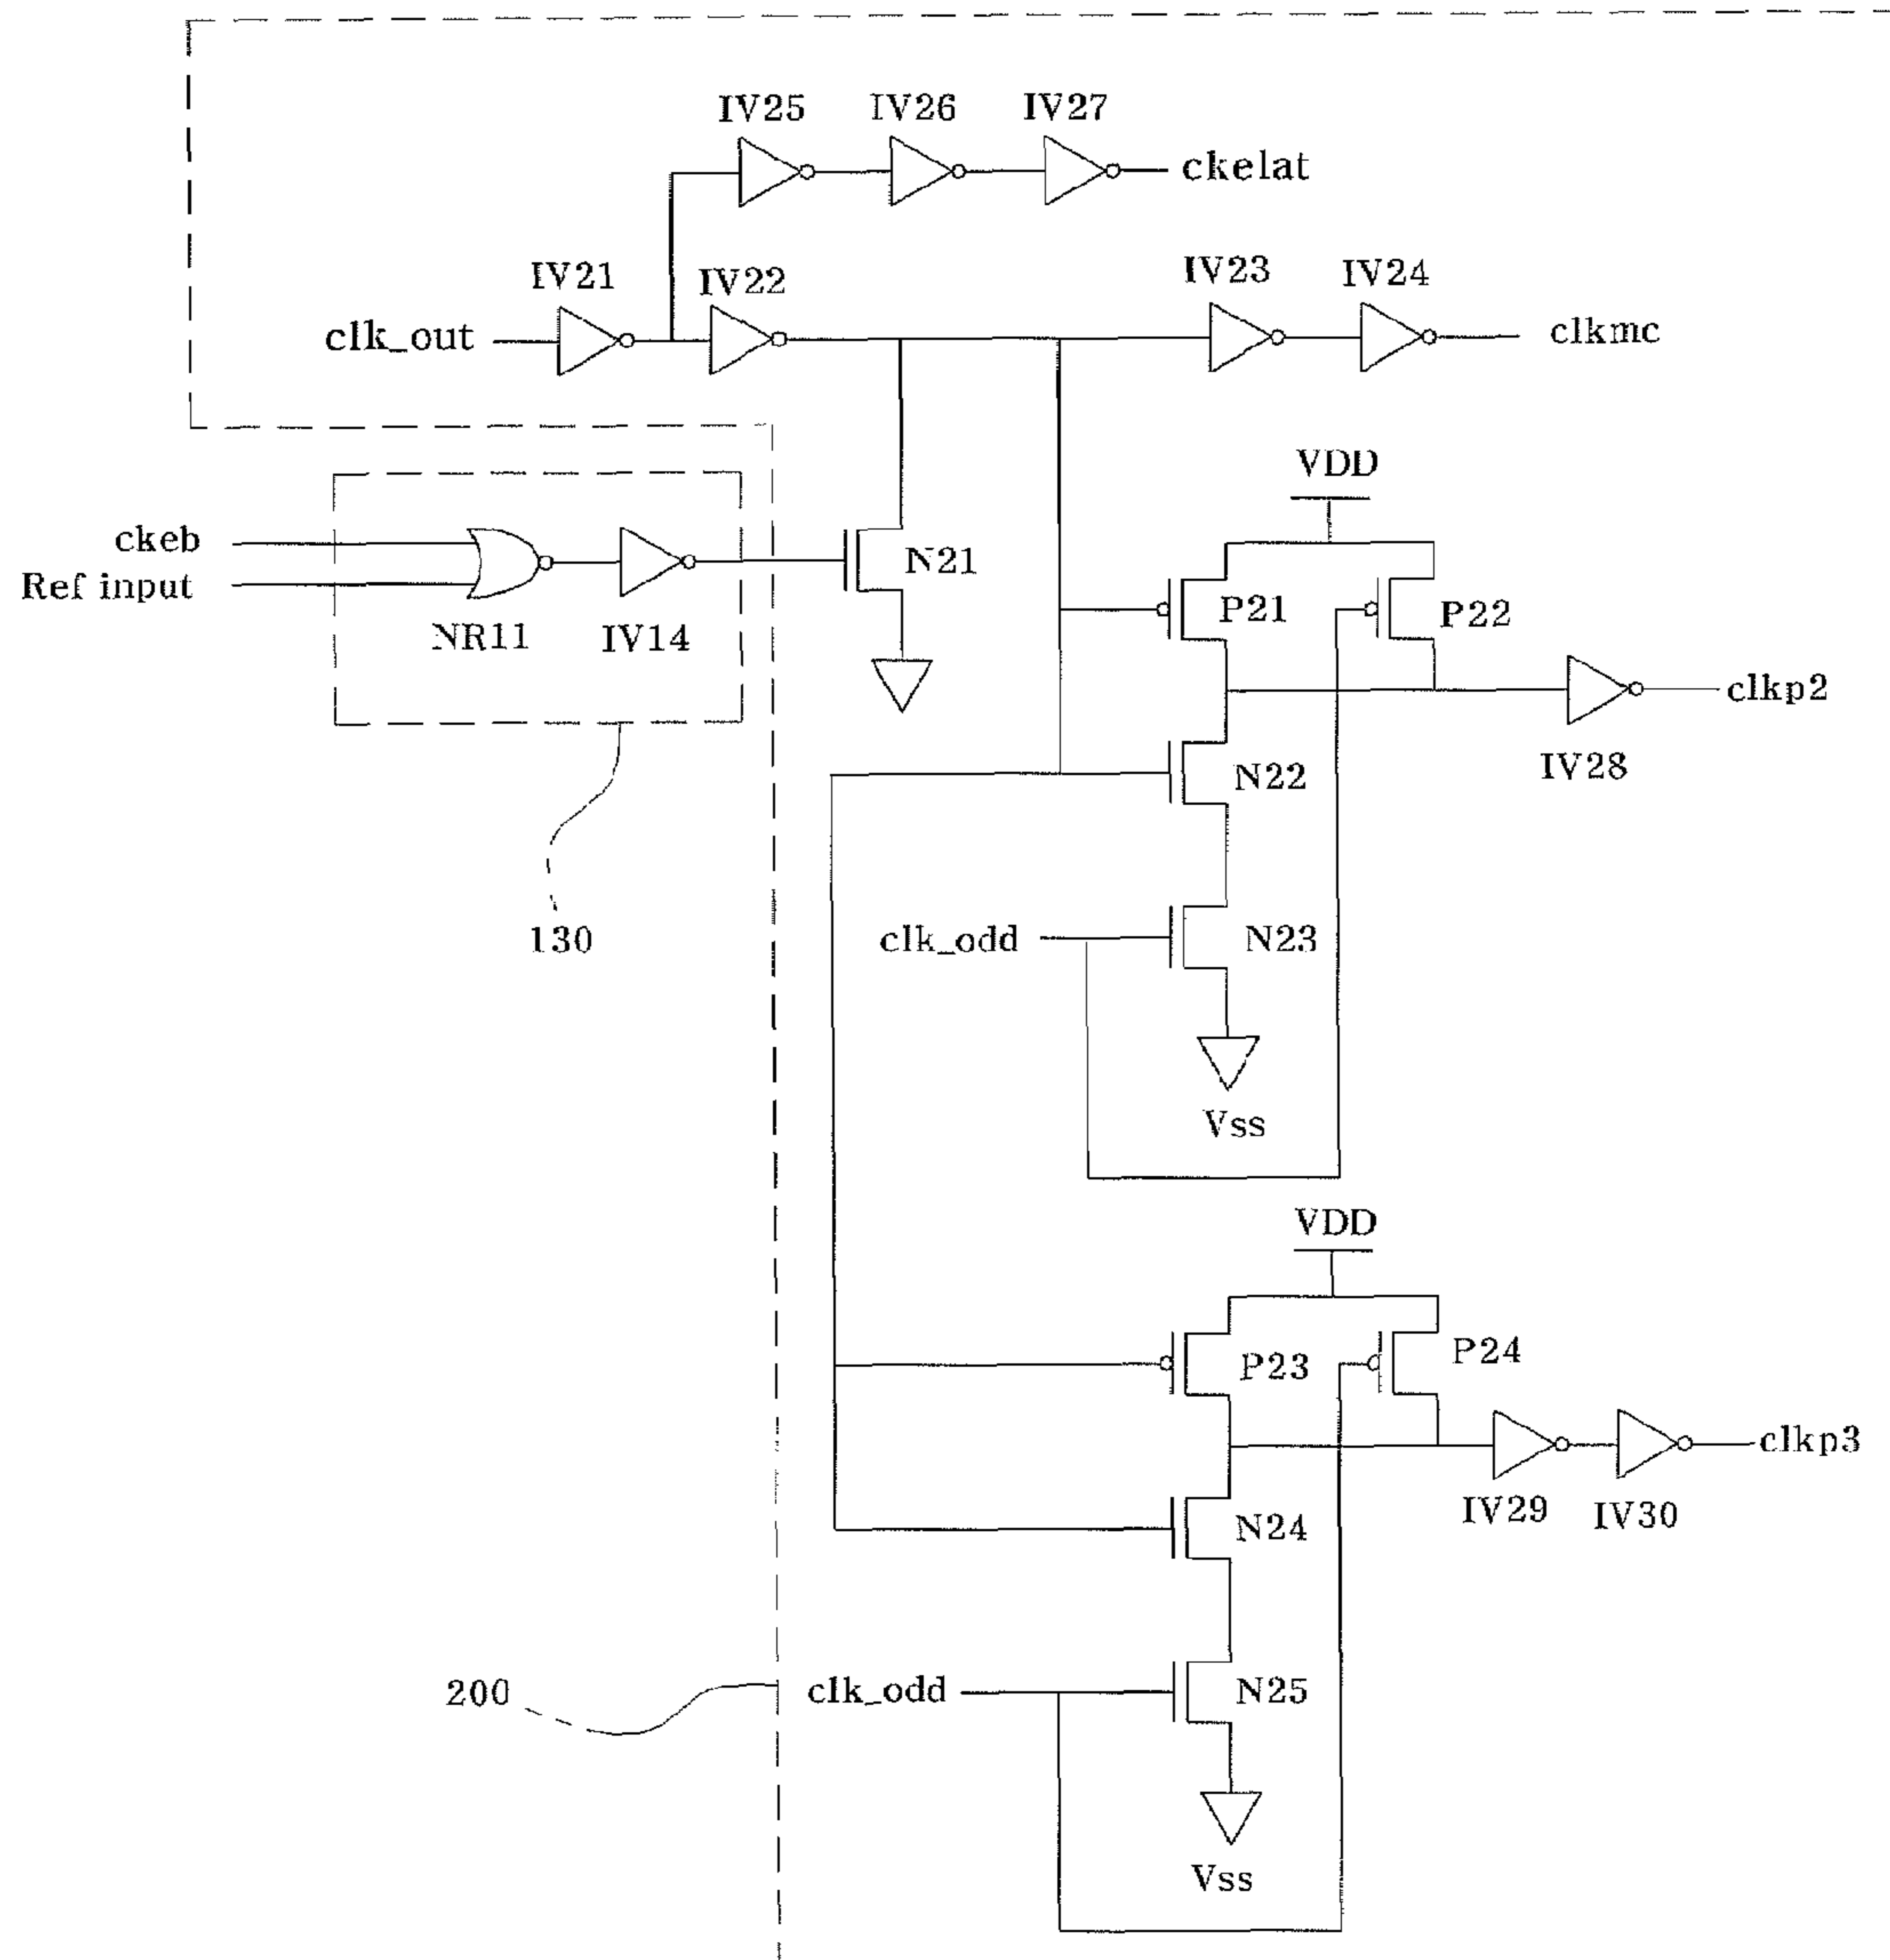 IV25 IV26 IV27
ckelat
IV21 IV22 IV23 IV24
clk_out clkmc
VDD
ckeb
Ref input
N21
NR11 IV14
P21 P22
clkp2
IV28
N22
130
clk_odd N23
Vss
VDD
P23 P24
clkp3
IV29 IV30
N24
200
clk_odd N25
Vss